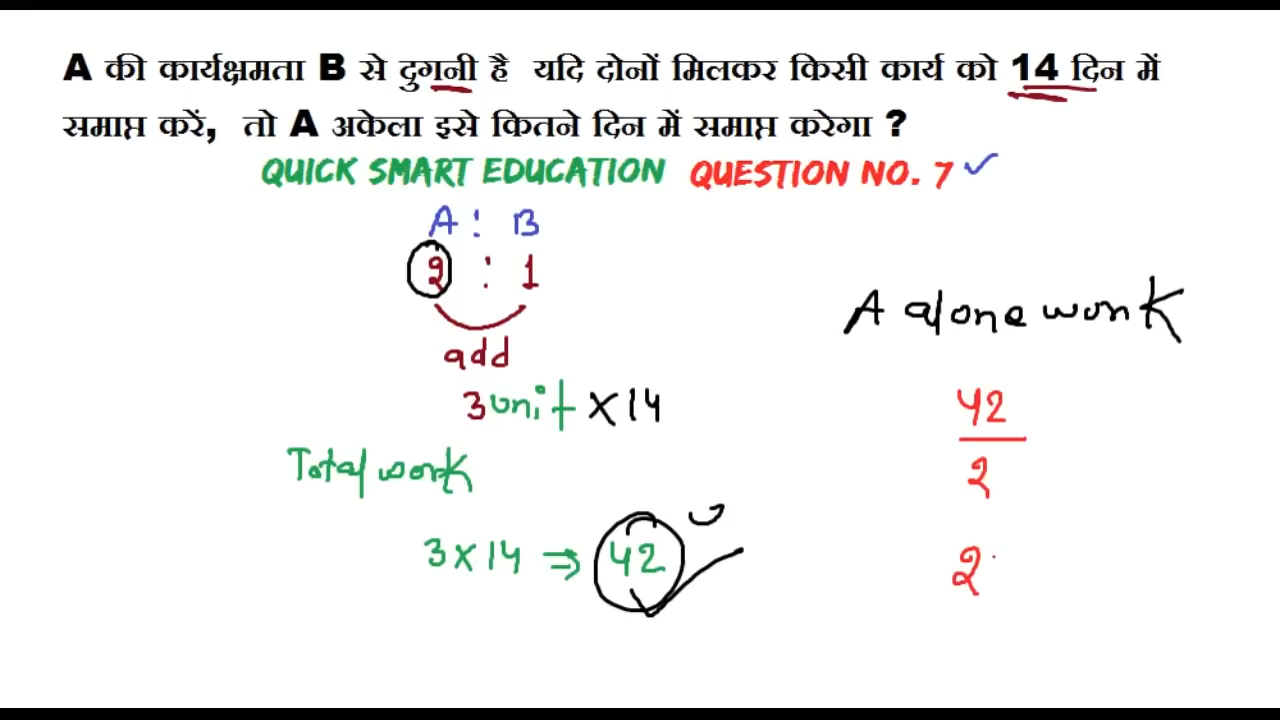 A की कार्यक्षमता B से दुगनी है यदि दोनों मिलकर किसी कार्य को 14 दिन में
समाप्त करें, तो A अकेला इसे कितने दिन में समाप्त करेगा ?
QUICK SMART EDUCATION QUESTION NO. 7
A : B
2 : 1
add
3 unit × 14
Total work
3 × 14 ⇒ 42
A alone work
42
2
2